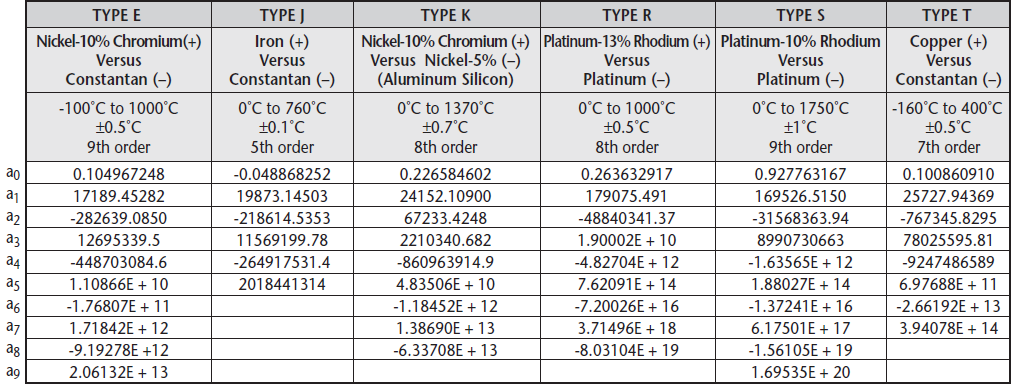 TYPE E TYPE J TYPE K TYPE R TYPE S TYPE T
Nickel-10% Chromium(+) Iron (+) Nickel-10% Chromium (+) Platinum-13% Rhodium (+) Platinum-10% Rhodium Copper (+)
Versus Versus Versus Nickel-5% (–) Versus Versus Versus
Constantan (–) Constantan (–) (Aluminum Silicon) Platinum (–) Platinum (–) Constantan (–)
-100˚C to 1000˚C 0˚C to 760˚C 0˚C to 1370˚C 0˚C to 1000˚C 0˚C to 1750˚C -160˚C to 400˚C
±0.5˚C ±0.1˚C ±0.7˚C ±0.5˚C ±1˚C ±0.5˚C
9th order 5th order 8th order 8th order 9th order 7th order
a0 0.104967248 -0.048868252 0.226584602 0.263632917 0.927763167 0.100860910
a1 17189.45282 19873.14503 24152.10900 179075.491 169526.5150 25727.94369
a2 -282639.0850 -218614.5353 67233.4248 -48840341.37 -31568363.94 -767345.8295
a3 12695339.5 11569199.78 2210340.682 1.90002E + 10 8990730663 78025595.81
a4 -448703084.6 -264917531.4 -860963914.9 -4.82704E + 12 -1.63565E + 12 -9247486589
a5 1.10866E + 10 2018441314 4.83506E + 10 7.62091E + 14 1.88027E + 14 6.97688E + 11
a6 -1.76807E + 11 -1.18452E + 12 -7.20026E + 16 -1.37241E + 16 -2.66192E + 13
a7 1.71842E + 12 1.38690E + 13 3.71496E + 18 6.17501E + 17 3.94078E + 14
a8 -9.19278E +12 -6.33708E + 13 -8.03104E + 19 -1.56105E + 19
a9 2.06132E + 13 1.69535E + 20